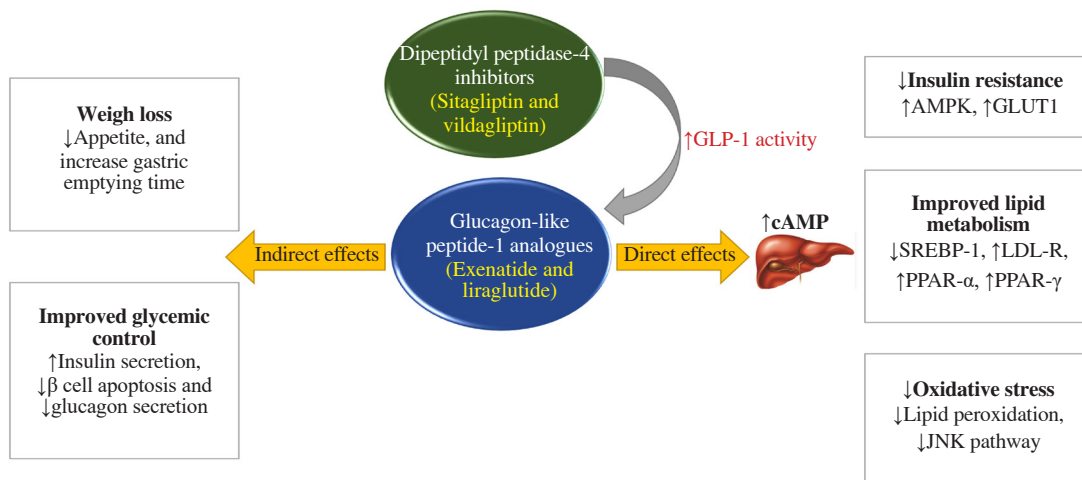 Dipeptidyl peptidase-4
inhibitors
(Sitagliptin and
vildagliptin)
↑GLP-1 activity
Weigh loss
↓Appetite, and
increase gastric
emptying time
Glucagon-like
peptide-1 analogues
(Exenatide and
liraglutide)
Indirect effects
Direct effects
↑cAMP
Improved glycemic
control
↑Insulin secretion,
↓β cell apoptosis and
↓glucagon secretion
↓Insulin resistance
↑AMPK, ↑GLUT1
Improved lipid
metabolism
↓SREBP-1, ↑LDL-R,
↑PPAR-α, ↑PPAR-γ
↓Oxidative stress
↓Lipid peroxidation,
↓JNK pathway